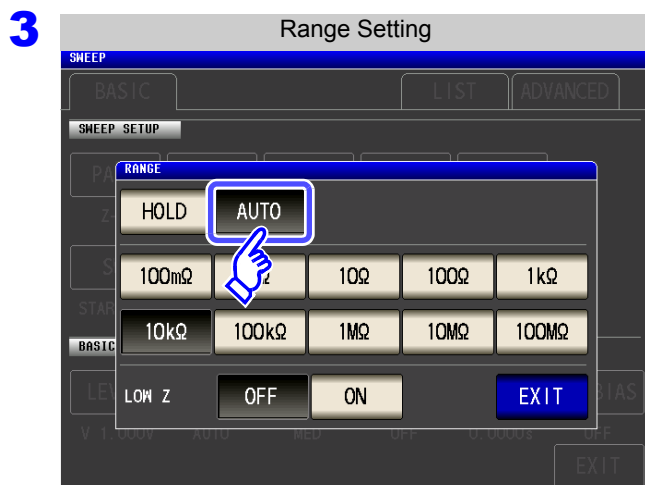 3
Range Setting
SWEEP
BASIC LIST ADVANCED
SWEEP SETUP
RANGE
HOLD AUTO
100mΩ 10Ω 100Ω 1kΩ
10kΩ 100kΩ 1MΩ 10MΩ 100MΩ
BASIC
LOW Z OFF ON EXIT
BIAS
V 1.000V AUTO MED OFF 0.0000s OFF
EXIT